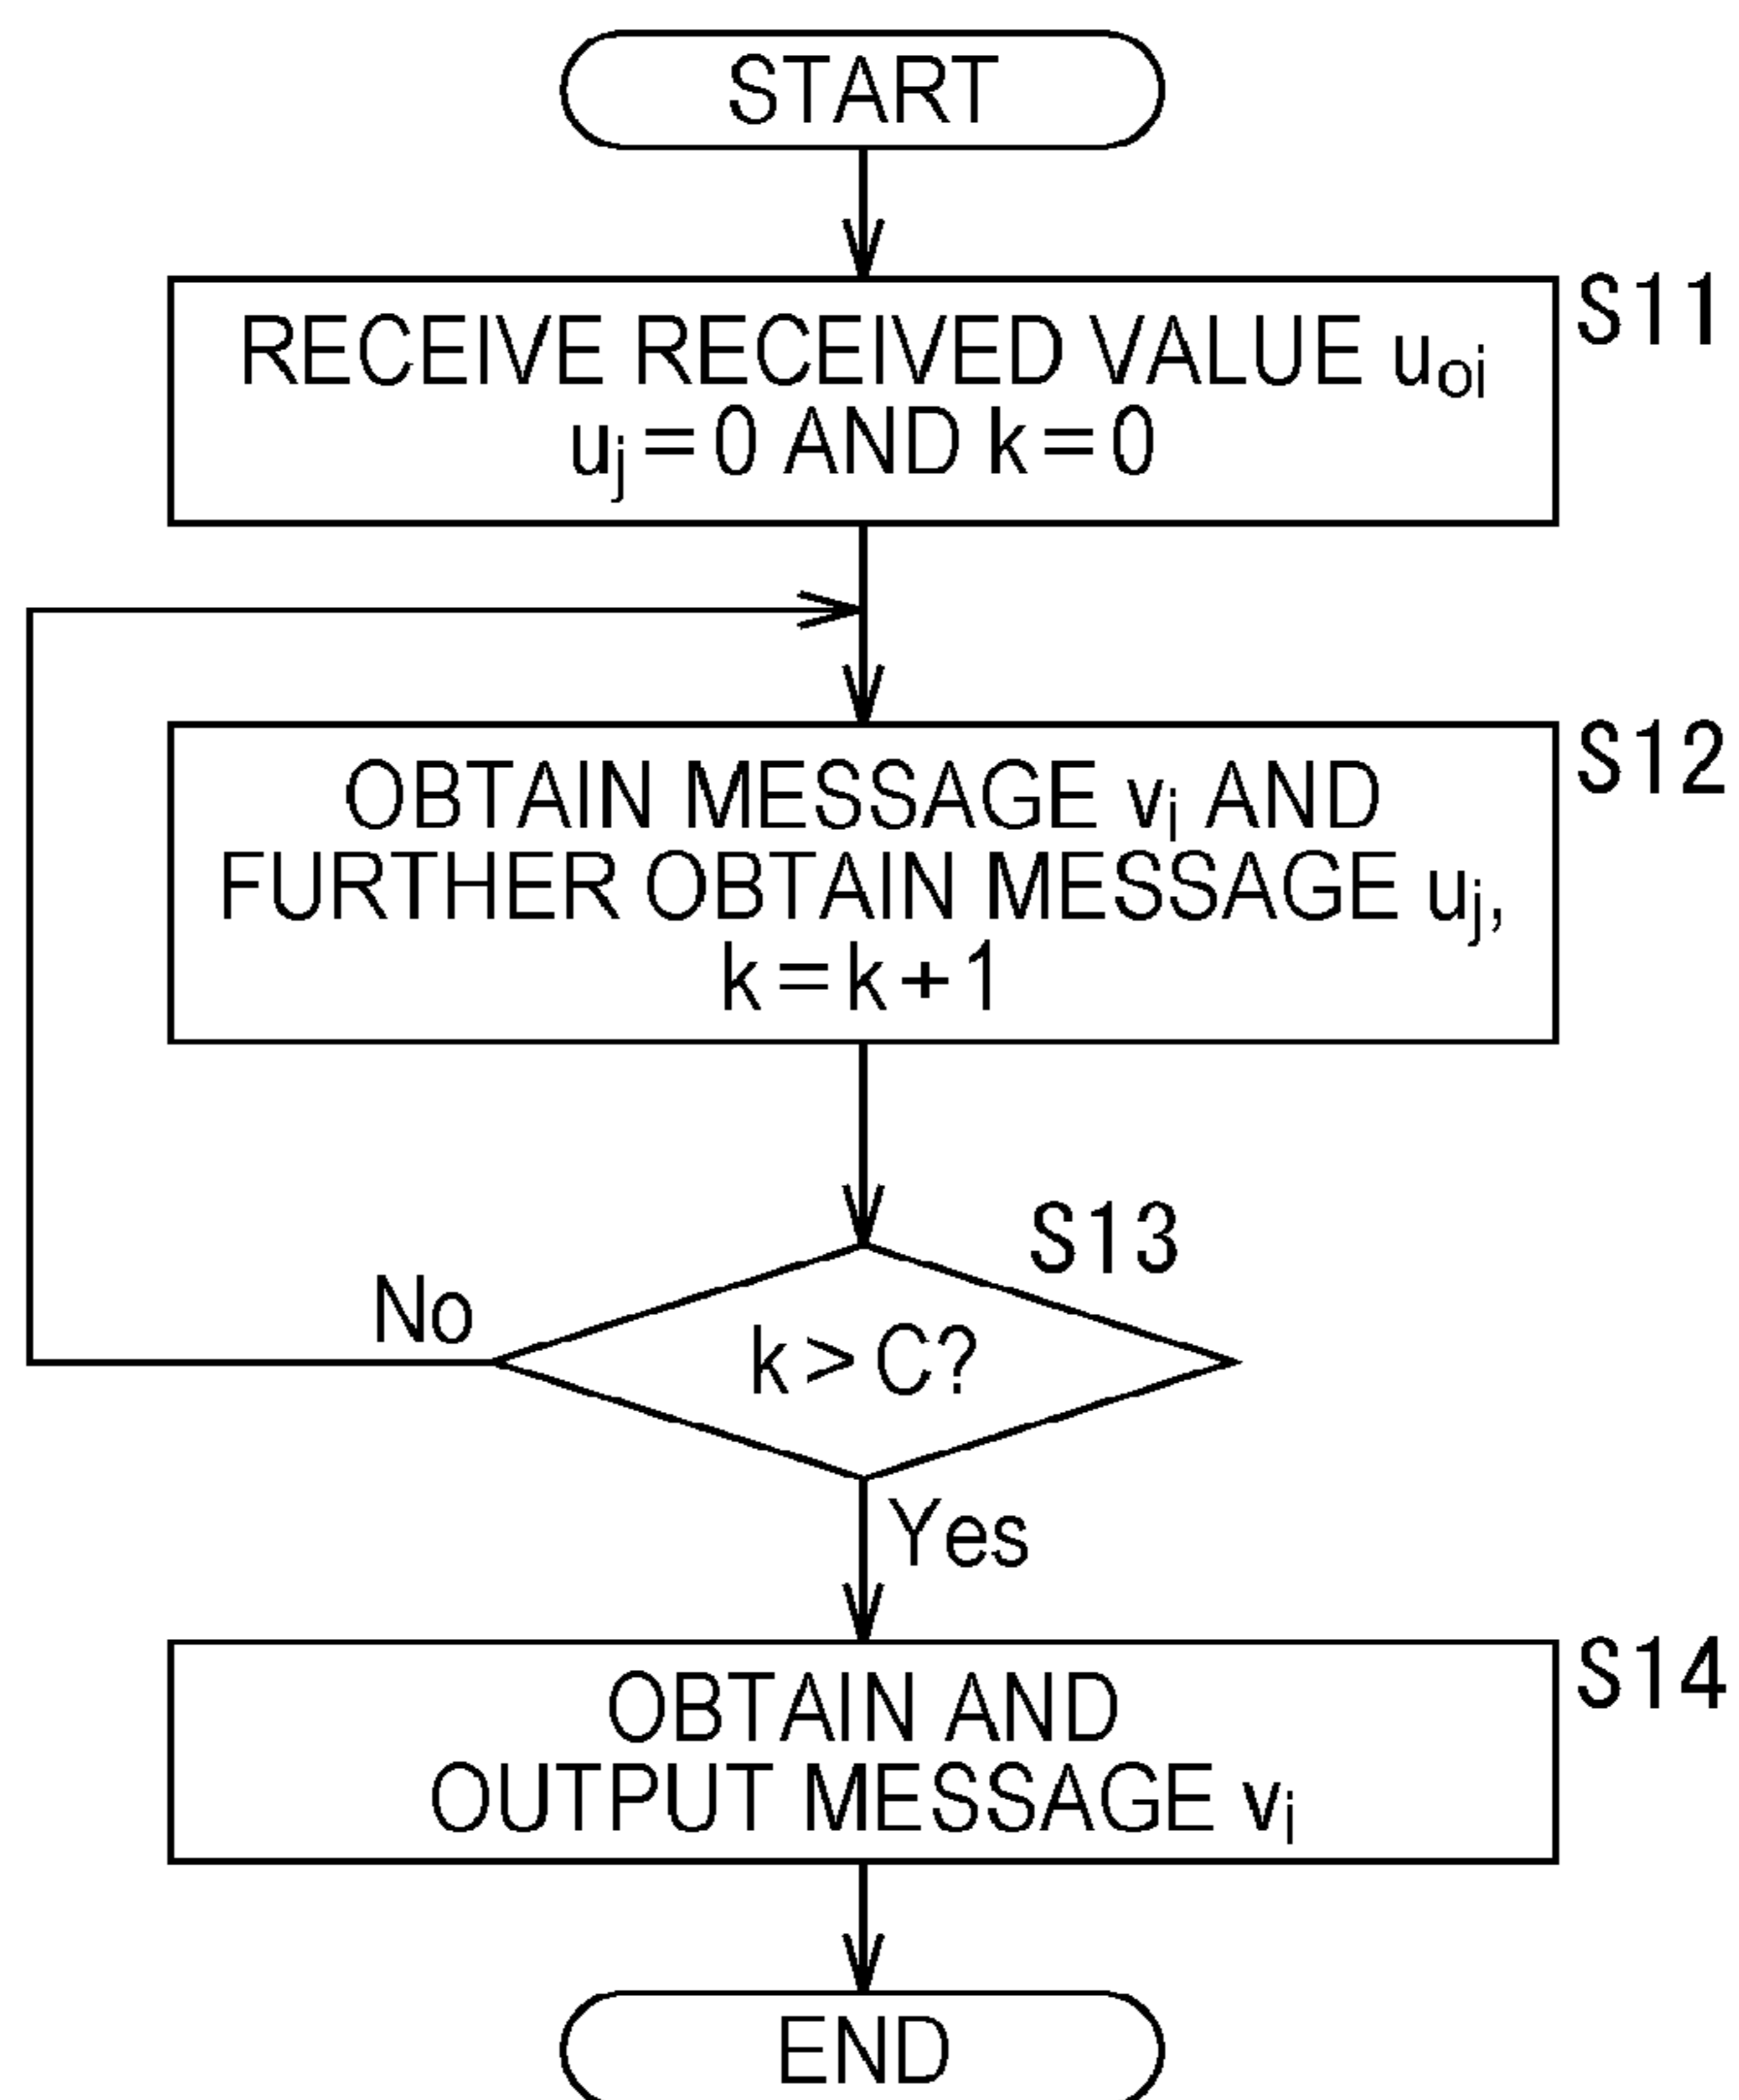 START
S11
RECEIVE RECEIVED VALUE u₀ᵢ
uⱼ = 0 AND k = 0
S12
OBTAIN MESSAGE vᵢ AND
FURTHER OBTAIN MESSAGE uⱼ,
k = k + 1
S13
No
k > C?
Yes
S14
OBTAIN AND
OUTPUT MESSAGE vᵢ
END